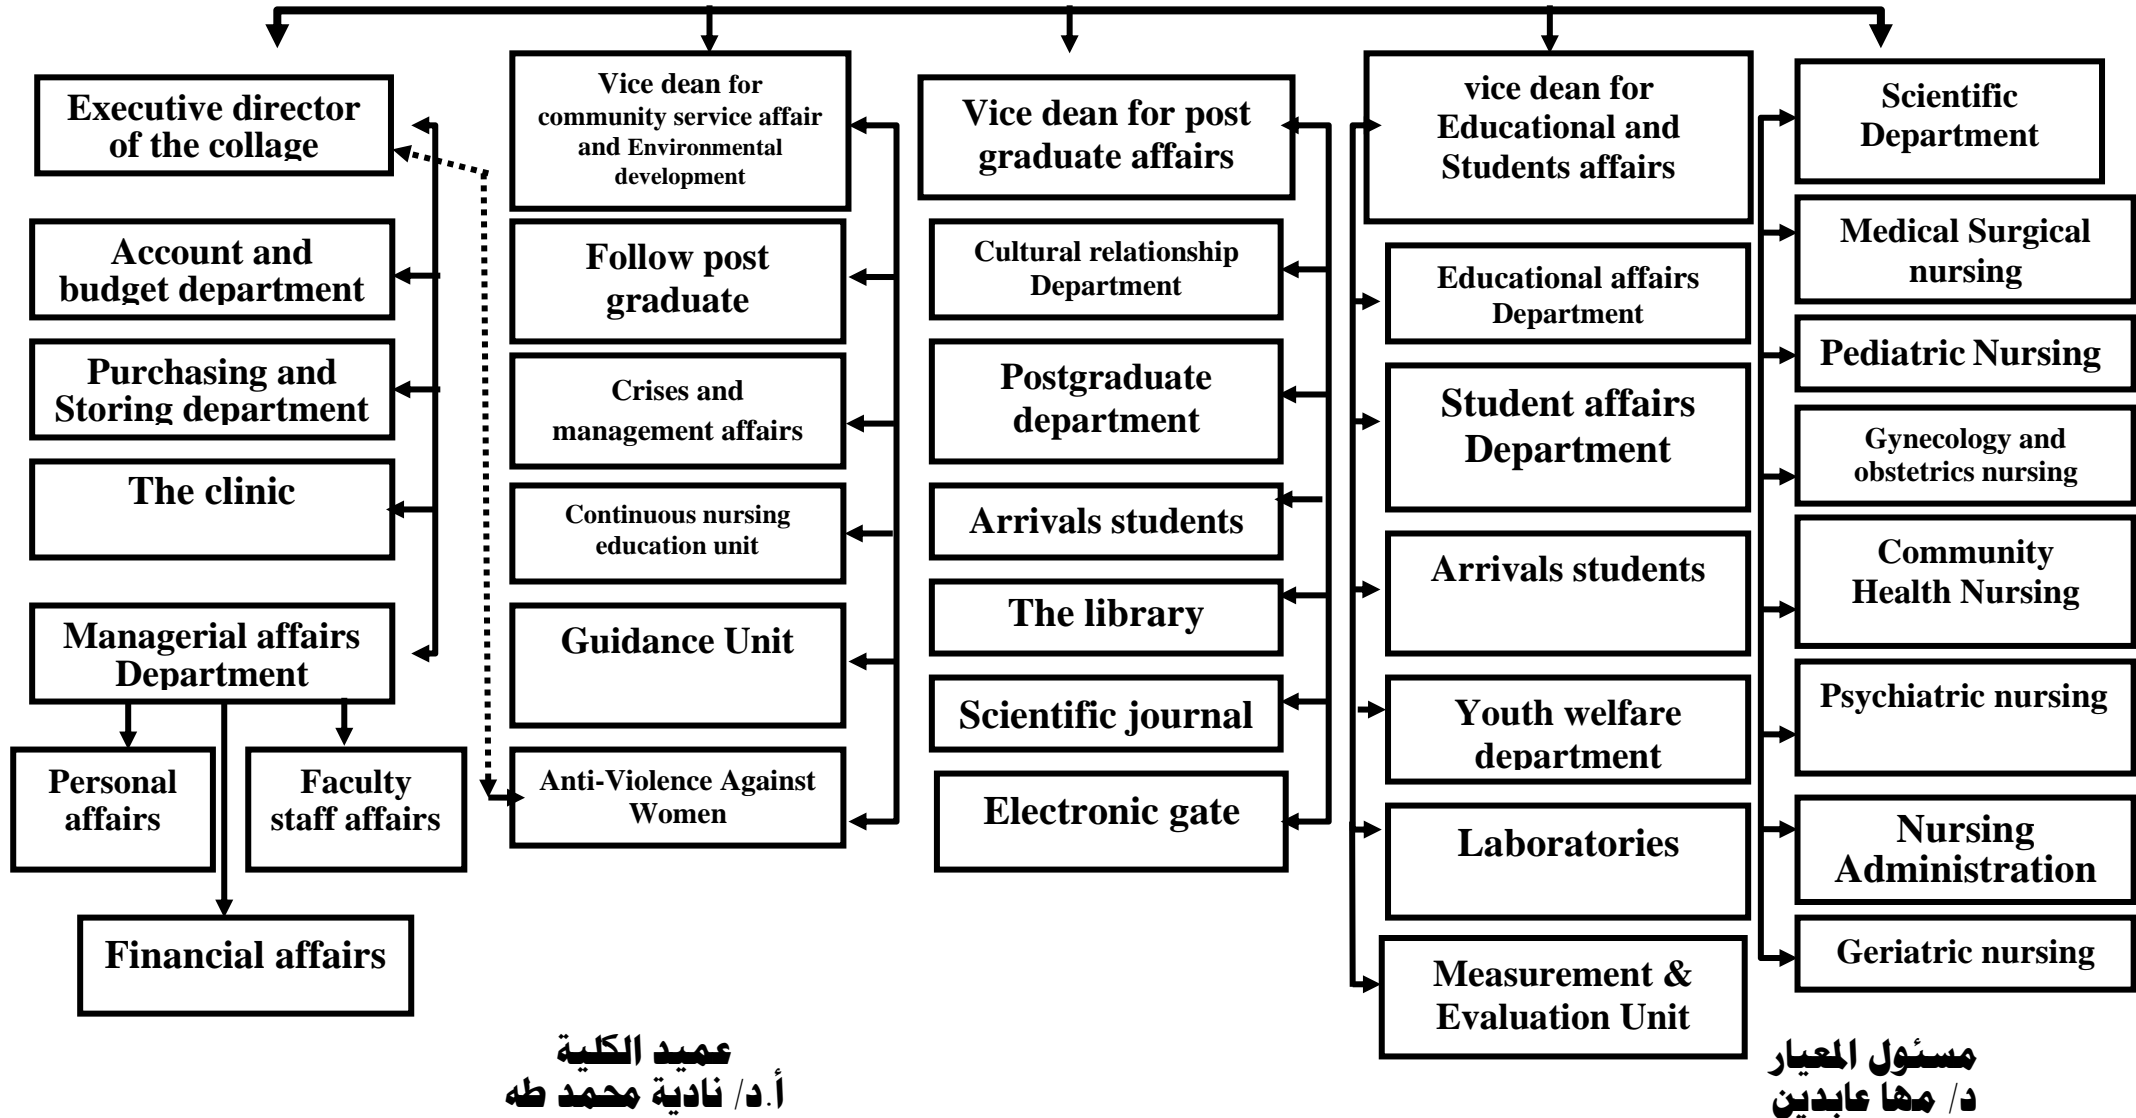 Executive director
of the collage
Account and
budget department
Purchasing and
Storing department
The clinic
Managerial affairs
Department
Personal
affairs
Faculty
staff affairs
Financial affairs
Vice dean for
community service affair
and Environmental
development
Follow post
graduate
Crises and
management affairs
Continuous nursing
education unit
Guidance Unit
Anti-Violence Against
Women
Vice dean for post
graduate affairs
Cultural relationship
Department
Postgraduate
department
Arrivals students
The library
Scientific journal
Electronic gate
vice dean for
Educational and
Students affairs
Educational affairs
Department
Student affairs
Department
Arrivals students
Youth welfare
department
Laboratories
Measurement &
Evaluation Unit
Scientific
Department
Medical Surgical
nursing
Pediatric Nursing
Gynecology and
obstetrics nursing
Community
Health Nursing
Psychiatric nursing
Nursing
Administration
Geriatric nursing
مسئول المعيار
د/ مها عابدين
عميد الكلية
أ.د/ نادية محمد طه